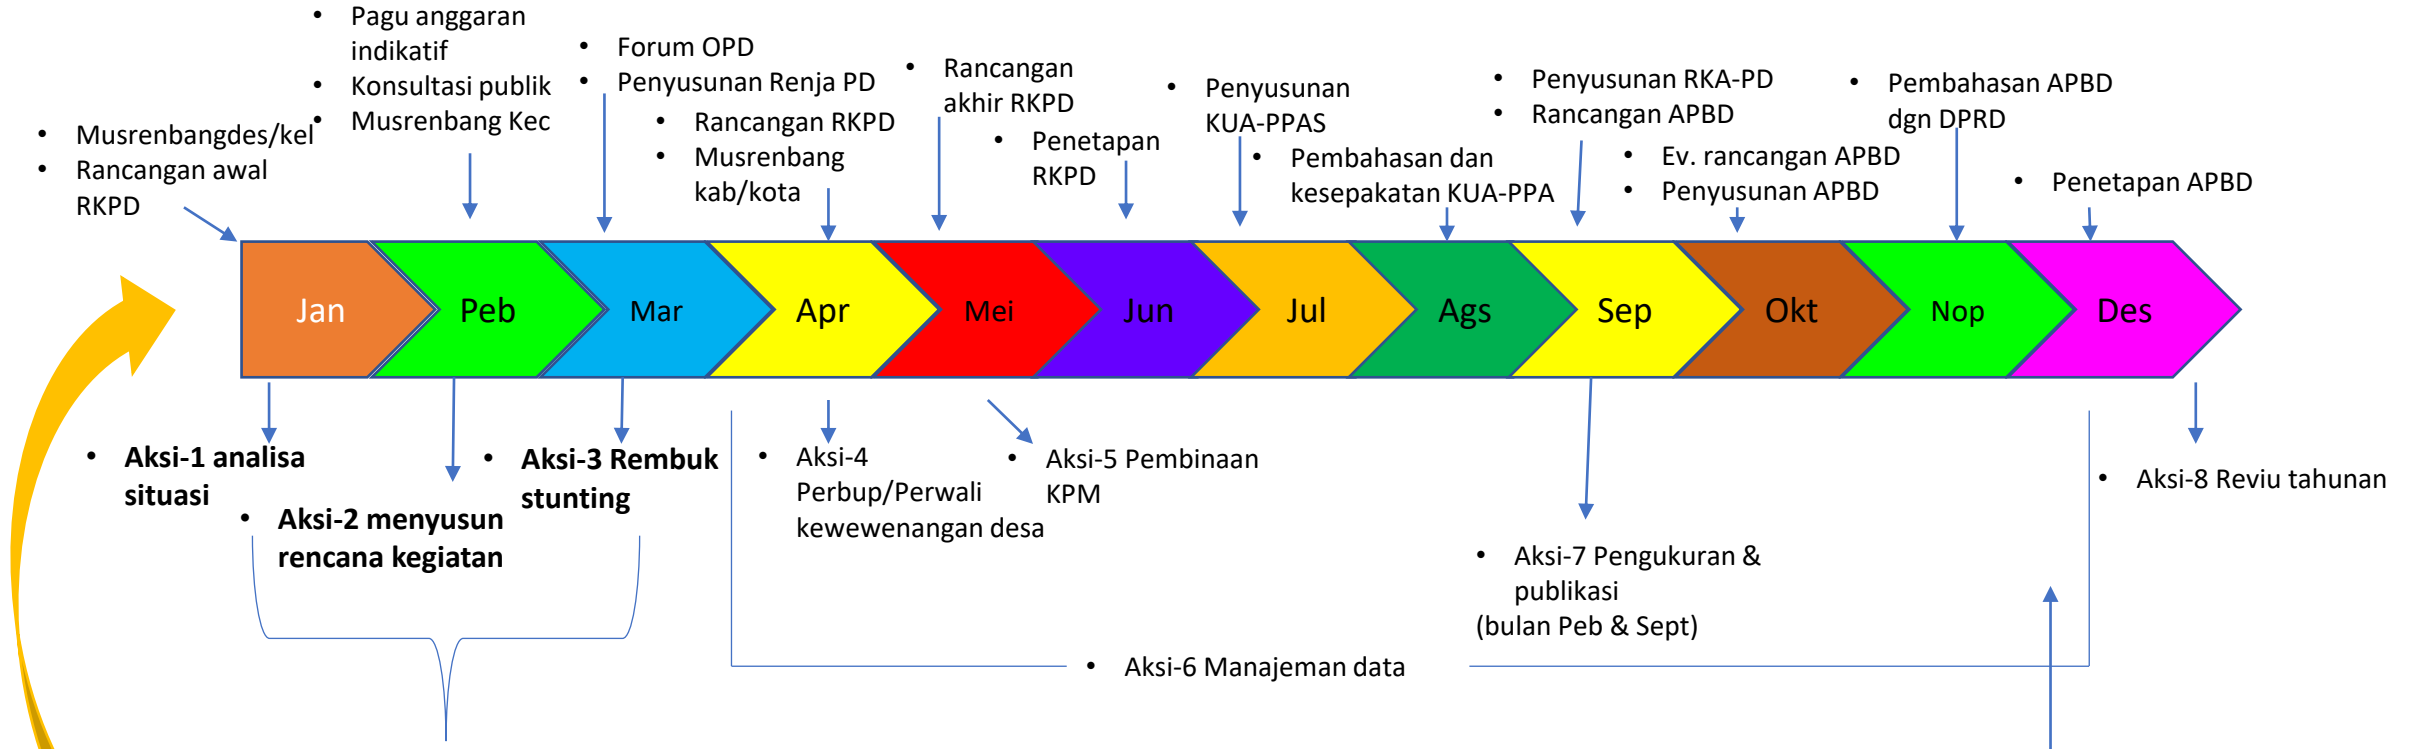 • Musrenbangdes/kel
• Rancangan awal
RKPD
• Pagu anggaran
indikatif
• Konsultasi publik
• Musrenbang Kec
• Forum OPD
• Penyusunan Renja PD
• Rancangan RKPD
• Musrenbang
kab/kota
• Rancangan
akhir RKPD
• Penetapan
RKPD
• Penyusunan
KUA-PPAS
• Pembahasan dan
kesepakatan KUA-PPA
• Penyusunan RKA-PD
• Rancangan APBD
• Ev. rancangan APBD
• Penyusunan APBD
• Pembahasan APBD
dgn DPRD
• Penetapan APBD
Jan
Peb
Mar
Apr
Mei
Jun
Jul
Ags
Sep
Okt
Nop
Des
• Aksi-1 analisa
situasi
• Aksi-2 menyusun
rencana kegiatan
• Aksi-3 Rembuk
stunting
• Aksi-4
Perbup/Perwali
kewewenangan desa
• Aksi-5 Pembinaan
KPM
• Aksi-7 Pengukuran &
publikasi
(bulan Peb & Sept)
• Aksi-8 Reviu tahunan
• Aksi-6 Manajeman data